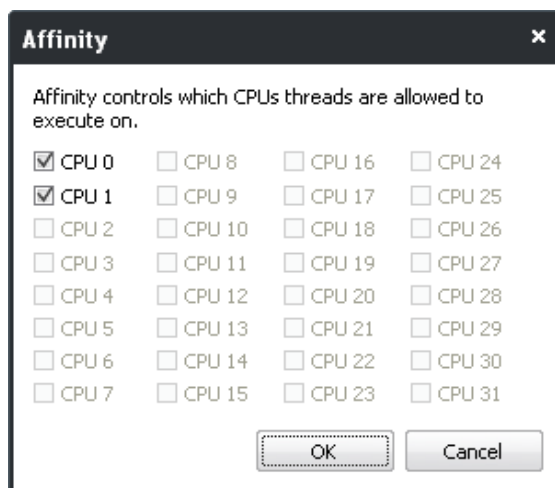 Affinity
Affinity controls which CPUs threads are allowed to
execute on.
CPU 0 CPU 8 CPU 16 CPU 24
CPU 1 CPU 9 CPU 17 CPU 25
CPU 2 CPU 10 CPU 18 CPU 26
CPU 3 CPU 11 CPU 19 CPU 27
CPU 4 CPU 12 CPU 20 CPU 28
CPU 5 CPU 13 CPU 21 CPU 29
CPU 6 CPU 14 CPU 22 CPU 30
CPU 7 CPU 15 CPU 23 CPU 31
OK Cancel